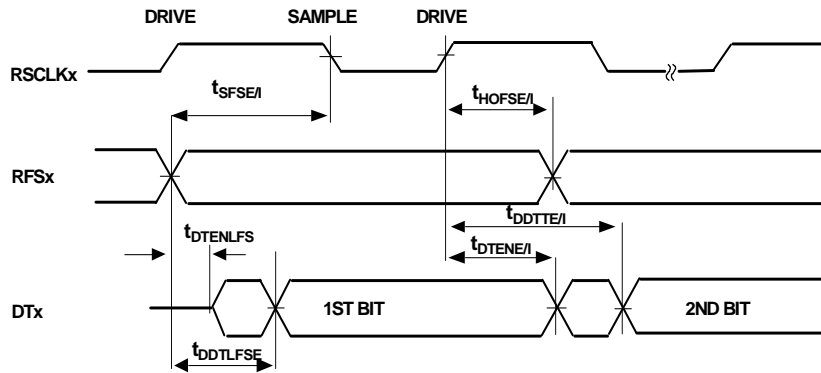 DRIVE SAMPLE DRIVE
RSCLKx
tSFSE/I
tHOFSE/I
RFSx
tDDTTE/I
tDTENLFS
tDTENE/I
DTx
1ST BIT
2ND BIT
tDDTLFSE